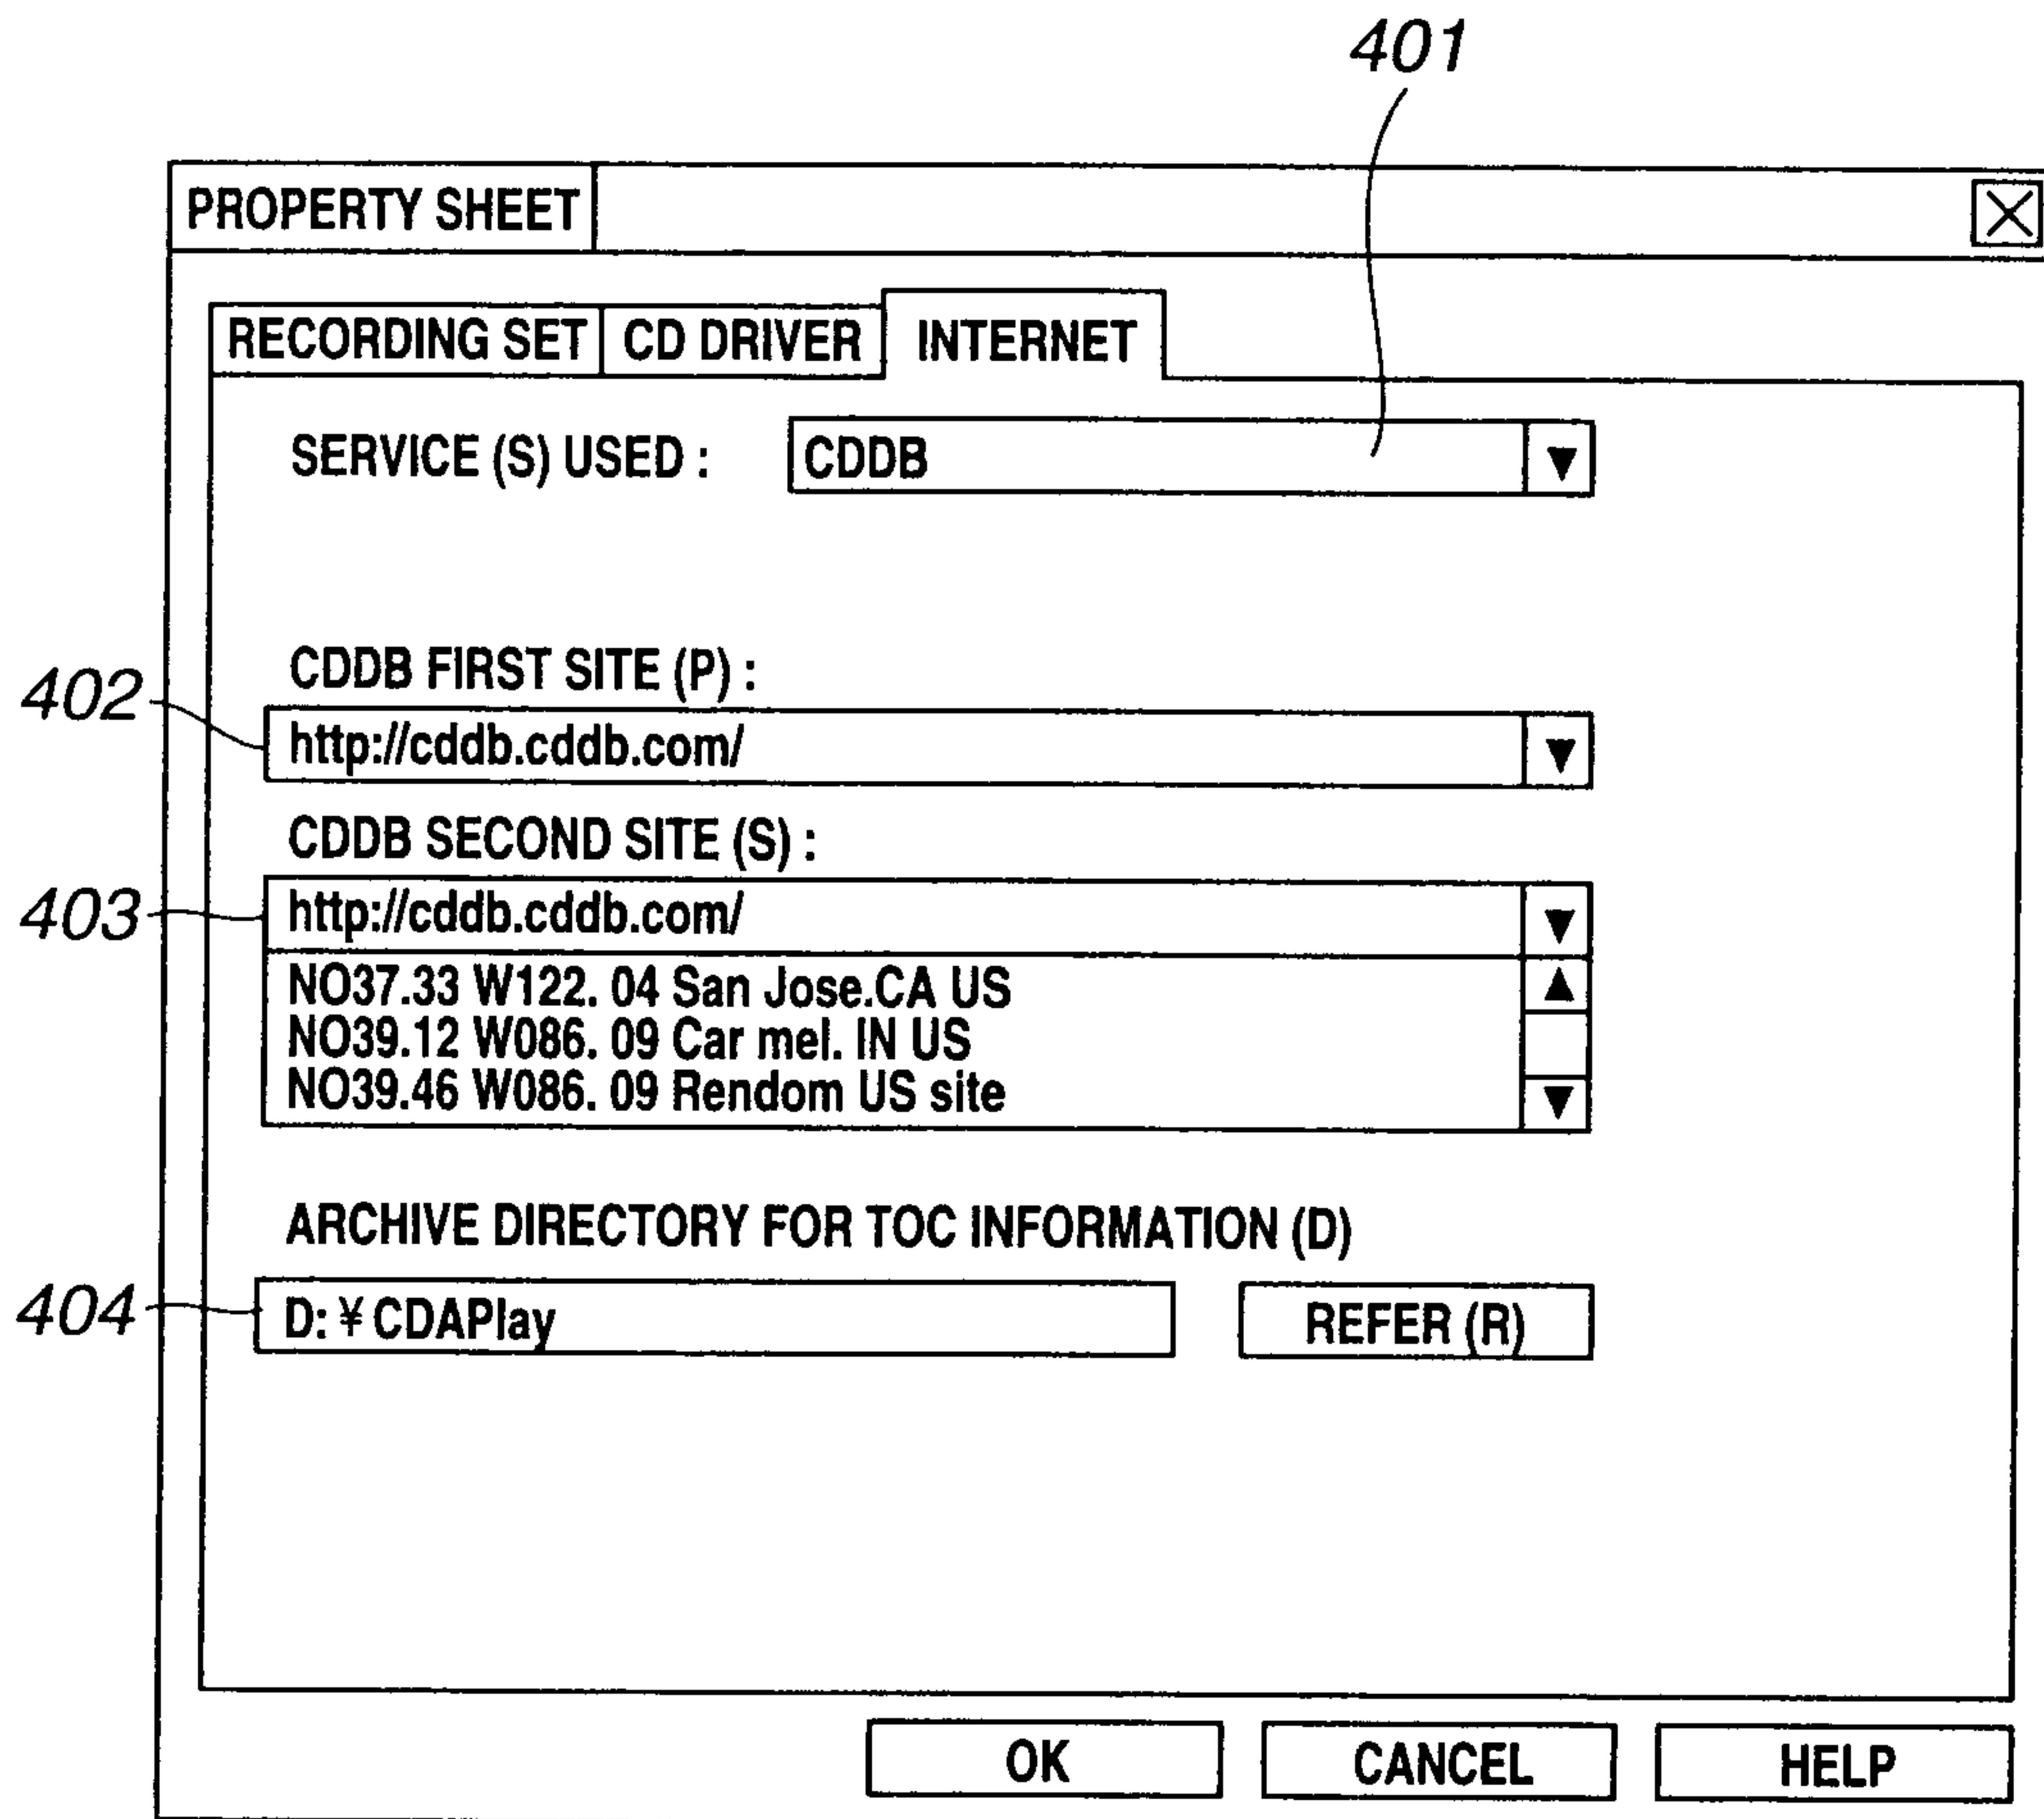 401
PROPERTY SHEET
RECORDING SET CD DRIVER INTERNET
SERVICE (S) USED : CDDB
CDDB FIRST SITE (P) :
402
http://cddb.cddb.com/
CDDB SECOND SITE (S) :
403
http://cddb.cddb.com/
NO37.33 W122. 04 San Jose.CA US
NO39.12 W086. 09 Car mel. IN US
NO39.46 W086. 09 Rendom US site
ARCHIVE DIRECTORY FOR TOC INFORMATION (D)
404
D: ¥ CDAPlay REFER (R)
OK CANCEL HELP